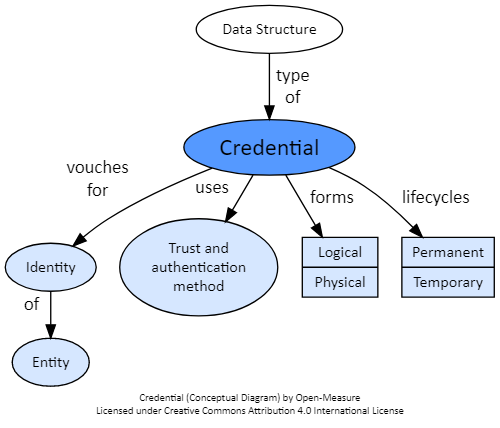 Data Structure
type
of
Credential
vouches
for
uses
forms
lifecycles
Trust and
authentication
method
Logical
Physical
Permanent
Temporary
Identity
of
Entity
Credential (Conceptual Diagram) by Open-Measure
Licensed under Creative Commons Attribution 4.0 International License